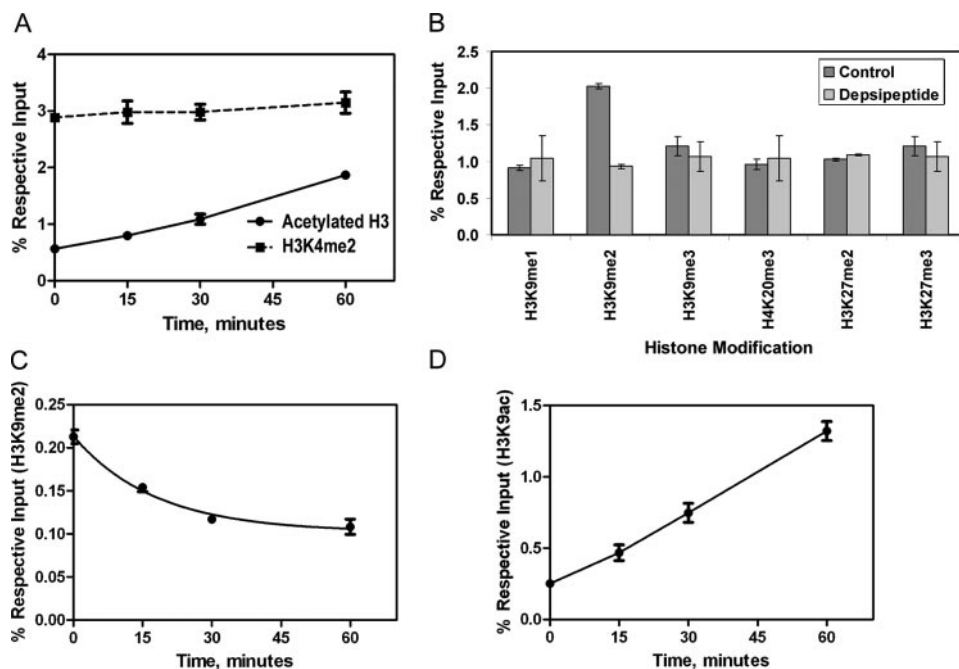 A
% Respective Input
4
3
2
1
0
0 15 30 45 60
Time, minutes
Acetylated H3
H3K4me2
B
% Respective Input
2.5
2.0
1.5
1.0
0.5
0.0
Control
Depsipeptide
H3K9me1
H3K9me2
H3K9me3
H4K20me3
H3K27me2
H3K27me3
Histone Modification
C
% Respective Input (H3K9me2)
0.25
0.20
0.15
0.10
0.05
0.00
0 15 30 45 60
Time, minutes
D
% Respective Input (H3K9ac)
1.5
1.0
0.5
0.0
0 15 30 45 60
Time, minutes